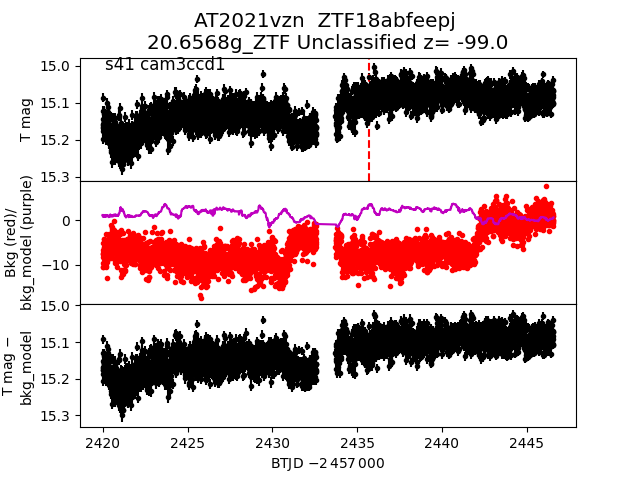 AT2021vzn  ZTF18abfeepj
20.6568g_ZTF Unclassified z= -99.0
s41 cam3ccd1
15.0
15.1
15.2
15.3
T mag
0
−10
Bkg (red)/
bkg_model (purple)
15.0
15.1
15.2
15.3
T mag −
bkg_model
2420
2425
2430
2435
2440
2445
BTJD −2 457 000